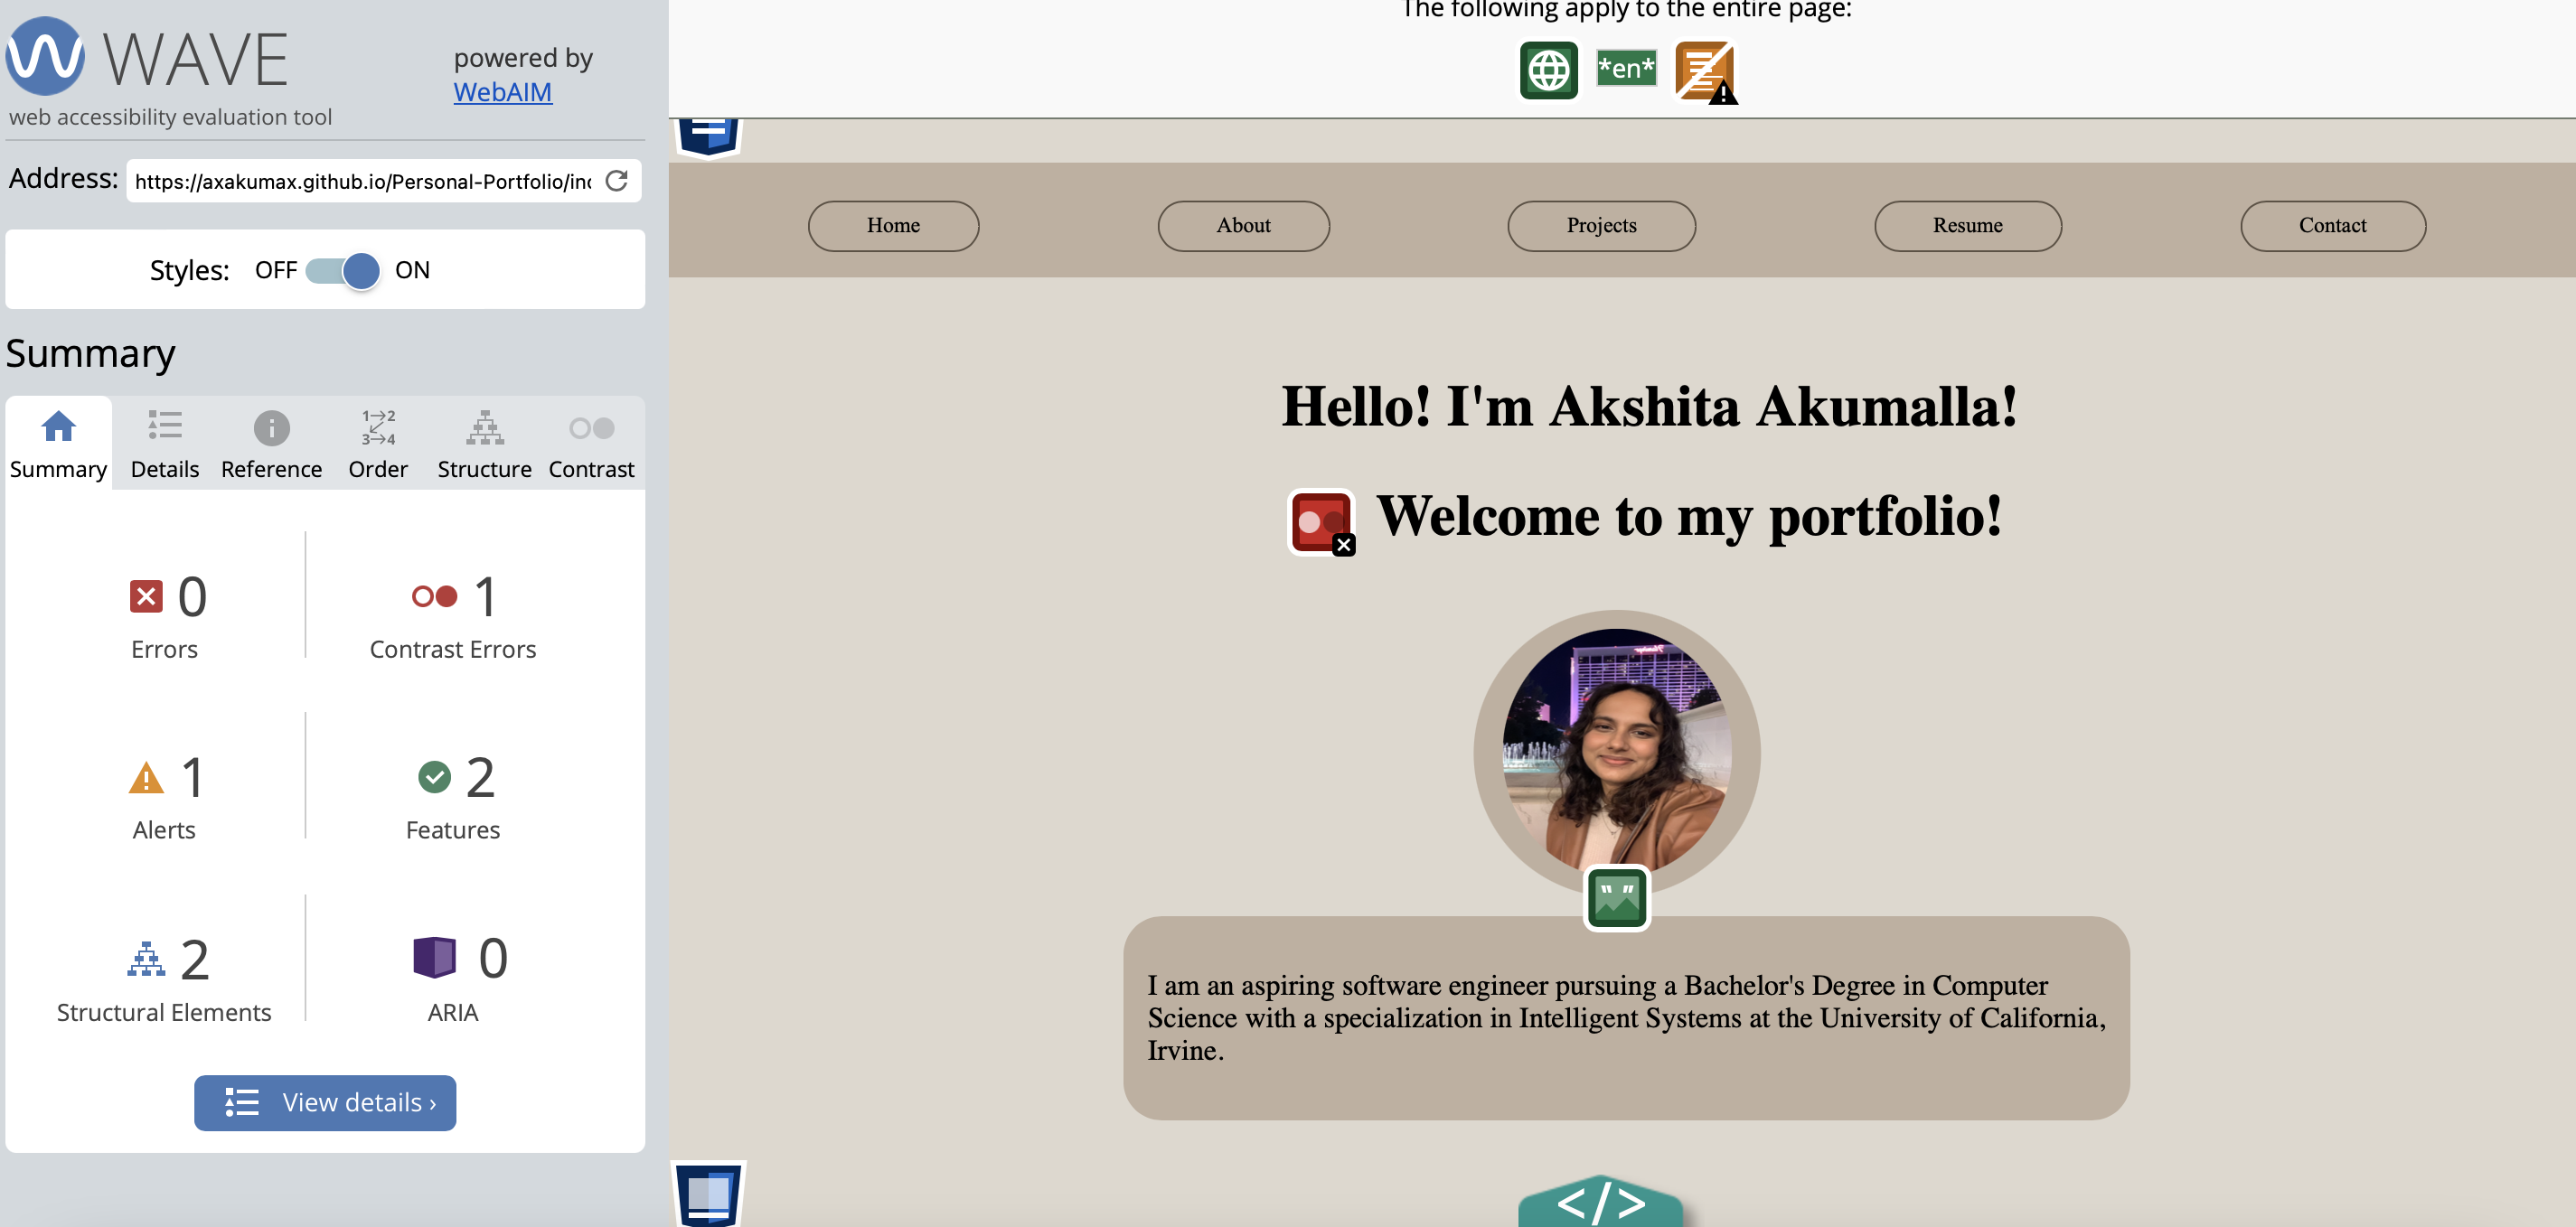 WAVE
powered by
WebAIM
web accessibility evaluation tool
Address: https://axakumax.github.io/Personal-Portfolio/inc
Styles: OFF ON
Summary
Summary Details Reference Order Structure Contrast
0
Errors
1
Contrast Errors
1
Alerts
2
Features
2
Structural Elements
0
ARIA
View details ›
The following apply to the entire page:
*en*
Home About Projects Resume Contact
Hello! I'm Akshita Akumalla!
Welcome to my portfolio!
I am an aspiring software engineer pursuing a Bachelor's Degree in Computer
Science with a specialization in Intelligent Systems at the University of California,
Irvine.
</>